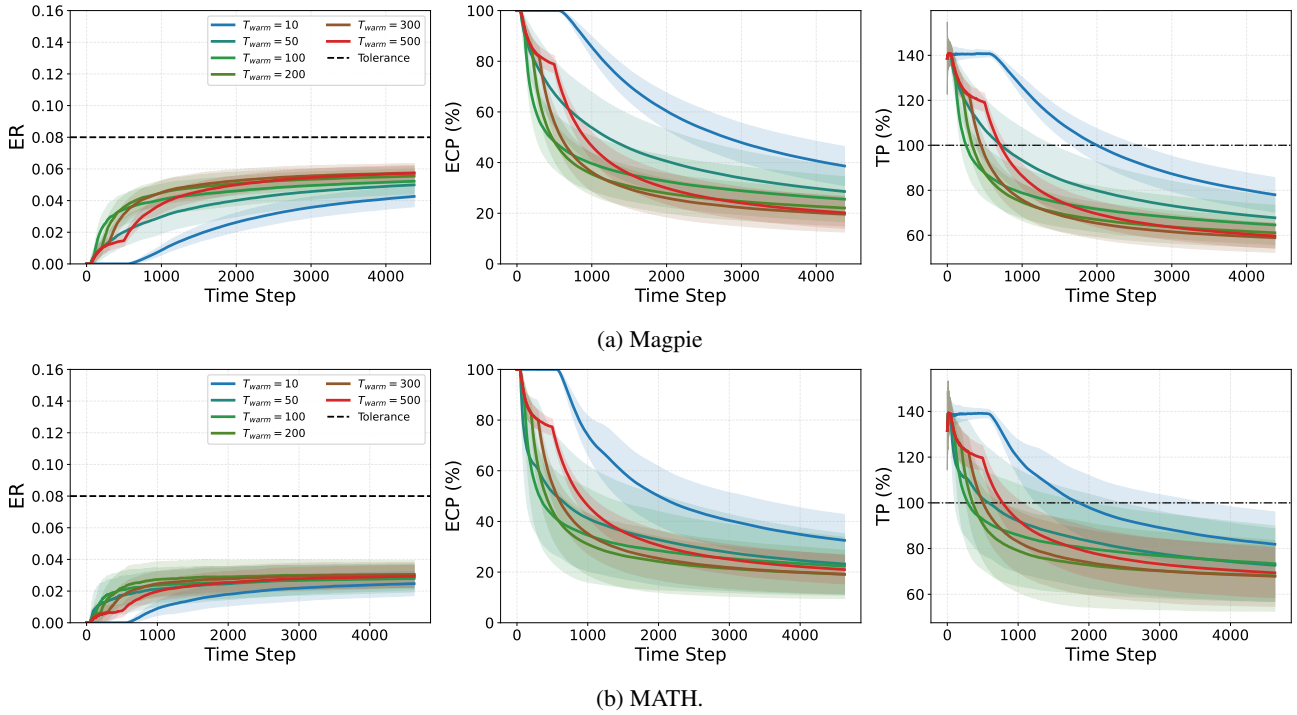 0.16
0.14
0.12
0.10
0.08
0.06
0.04
0.02
0.00
ER
0 1000 2000 3000 4000
Time Step
T_warm = 10
T_warm = 50
T_warm = 100
T_warm = 200
T_warm = 300
T_warm = 500
Tolerance
100
80
60
40
20
0
ECP (%)
0 1000 2000 3000 4000
Time Step
140
120
100
80
60
TP (%)
0 1000 2000 3000 4000
Time Step
(a) Magpie
0.16
0.14
0.12
0.10
0.08
0.06
0.04
0.02
0.00
ER
0 1000 2000 3000 4000
Time Step
T_warm = 10
T_warm = 50
T_warm = 100
T_warm = 200
T_warm = 300
T_warm = 500
Tolerance
100
80
60
40
20
0
ECP (%)
0 1000 2000 3000 4000
Time Step
140
120
100
80
60
TP (%)
0 1000 2000 3000 4000
Time Step
(b) MATH.